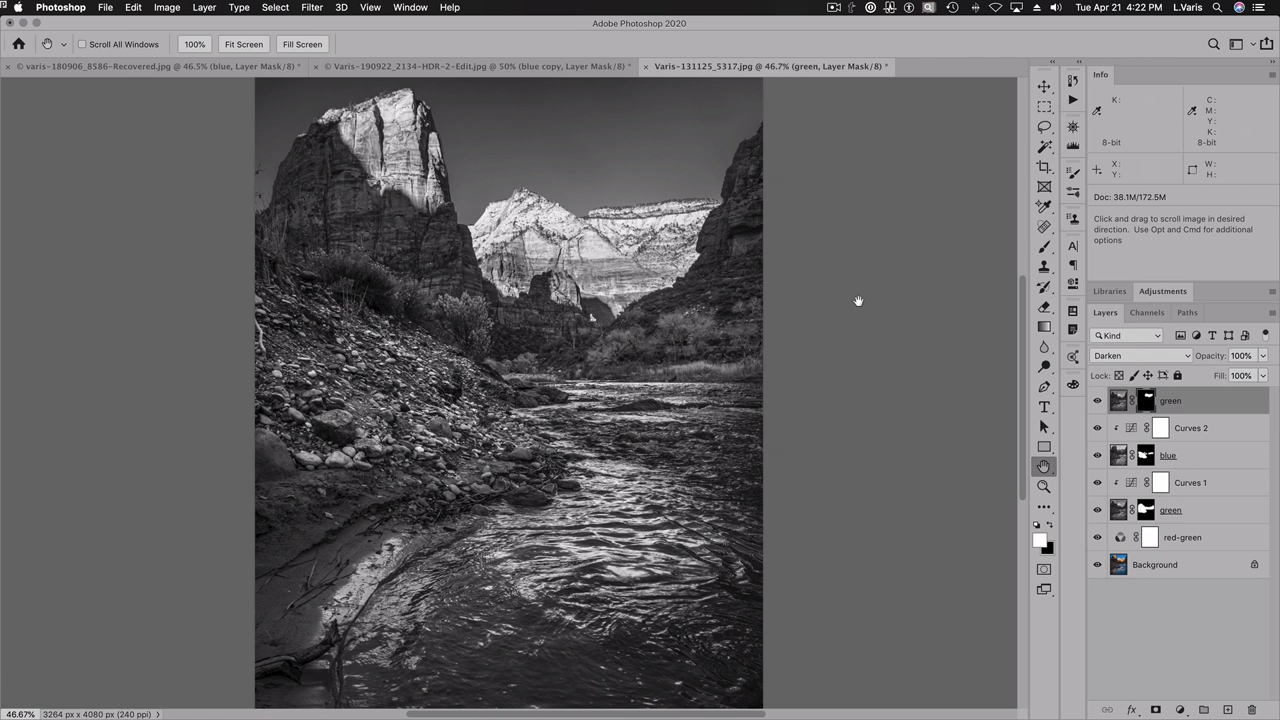 Photoshop File Edit Image Layer Type Select Filter 3D View Window Help Tue Apr 21 4:22 PM L.Varis
Adobe Photoshop 2020
Scroll All Windows 100% Fit Screen Fill Screen
× © varis-180906_8586-Recovered.jpg @ 46.5% (blue, Layer Mask/8) * × © Varis-190922_2134-HDR-2-Edit.jpg @ 50% (blue copy, Layer Mask/8) * × Varis-131125_5317.jpg @ 46.7% (green, Layer Mask/8) *
Info
K: C:
M:
Y:
K:
8-bit 8-bit
X: W:
Y: H:
Doc: 38.1M/172.5M
Click and drag to scroll image in desired
direction. Use Opt and Cmd for additional
options
Libraries Adjustments
Layers Channels Paths
Kind
Darken Opacity: 100%
Lock: Fill: 100%
green
Curves 2
blue
Curves 1
green
red-green
Background
46.67% 3264 px x 4080 px (240 ppi)